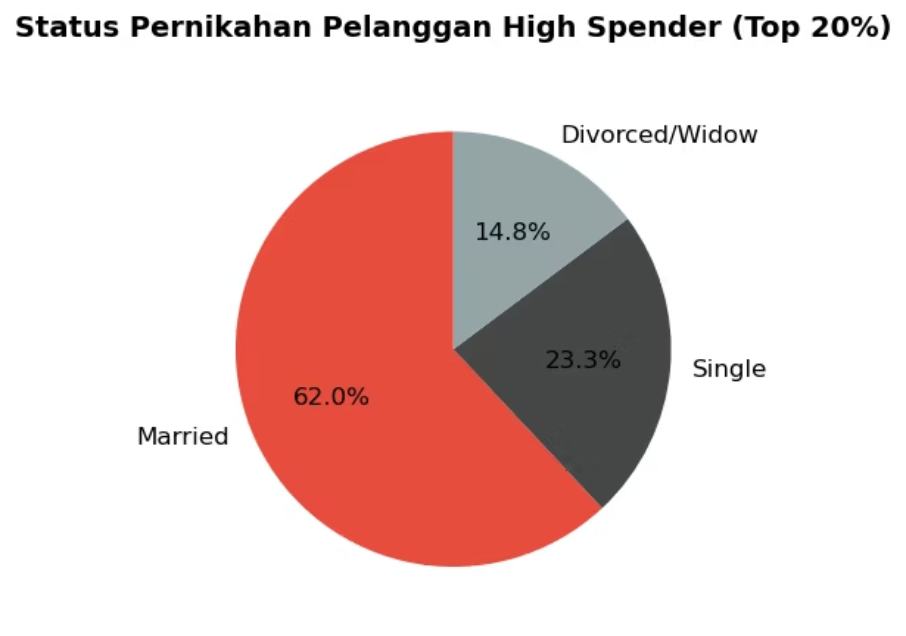 Status Pernikahan Pelanggan High Spender (Top 20%)
Divorced/Widow
14.8%
23.3%
Single
62.0%
Married